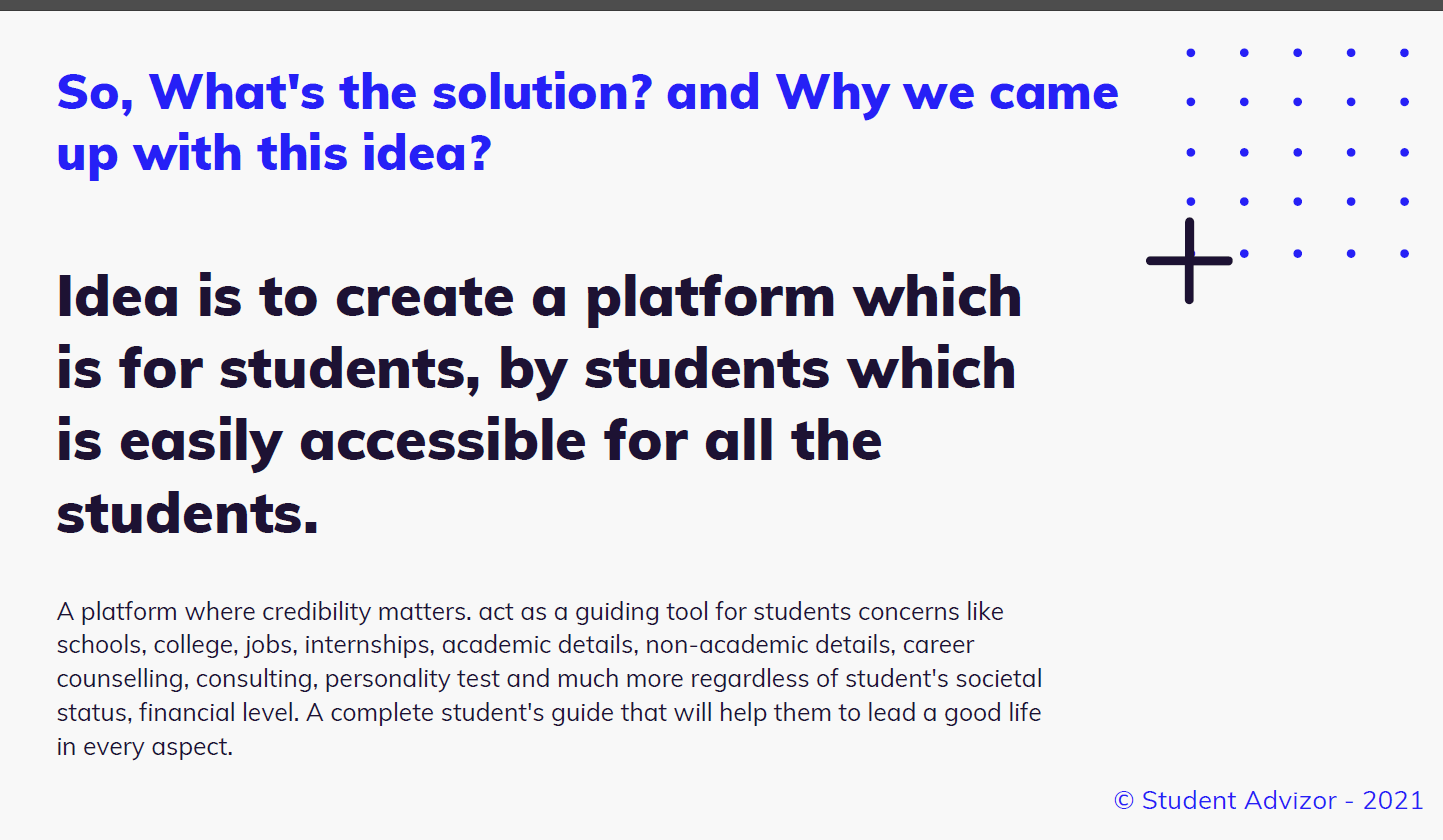 So, What's the solution? and Why we came
up with this idea?
Idea is to create a platform which
is for students, by students which
is easily accessible for all the
students.
A platform where credibility matters. act as a guiding tool for students concerns like
schools, college, jobs, internships, academic details, non-academic details, career
counselling, consulting, personality test and much more regardless of student's societal
status, financial level. A complete student's guide that will help them to lead a good life
in every aspect.
© Student Advizor - 2021